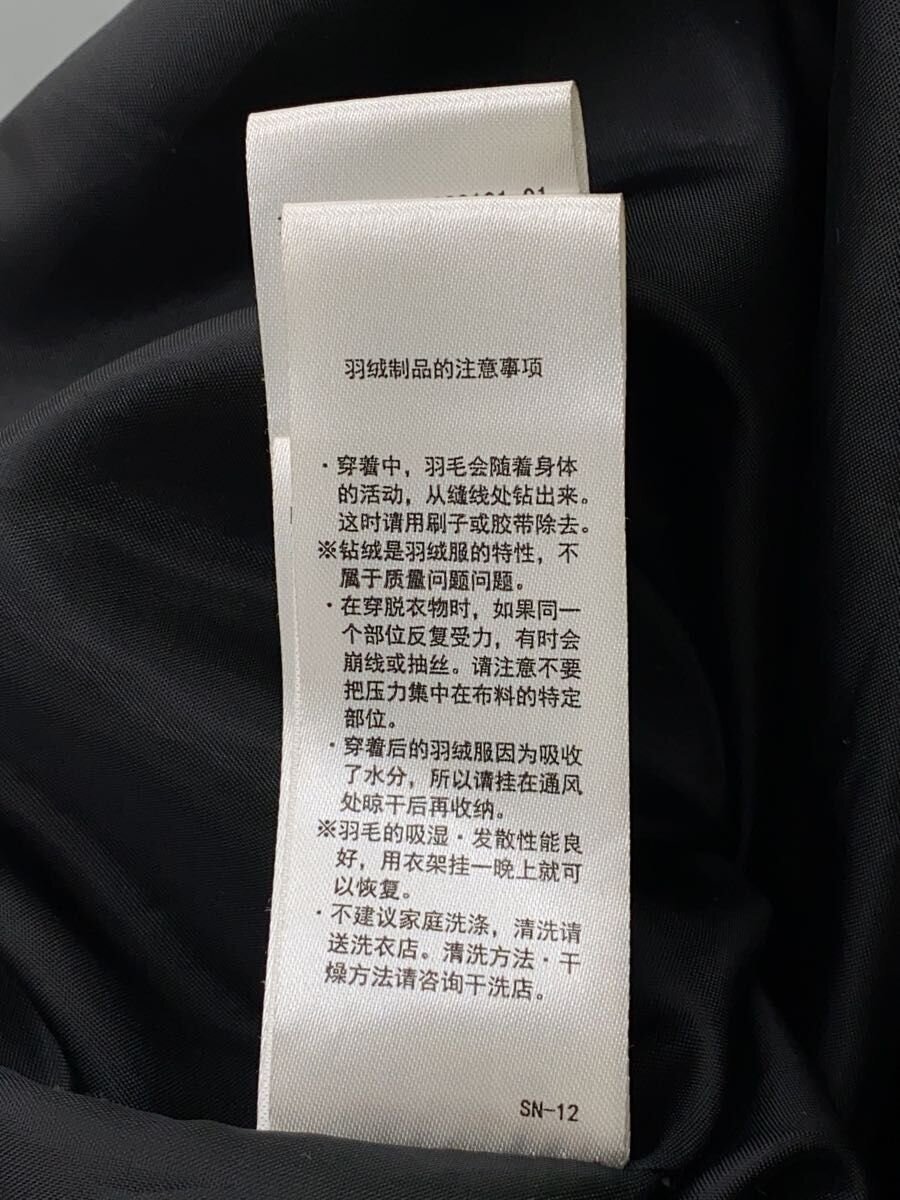 羽绒制品的注意事项
・穿着中，羽毛会随着身体
的活动，从缝线处钻出来。
这时请用刷子或胶带除去。
※钻绒是羽绒服的特性，不
属于质量问题问题。
・在穿脱衣物时，如果同一
个部位反复受力，有时会
崩线或抽丝。请注意不要
把压力集中在布料的特定
部位。
・穿着后的羽绒服因为吸收
了水分，所以请挂在通风
处晾干后再收纳。
※羽毛的吸湿・发散性能良
好，用衣架挂一晚上就可
以恢复。
・不建议家庭洗涤，清洗请
送洗衣店。清洗方法・干
燥方法请咨询干洗店。
SN-12